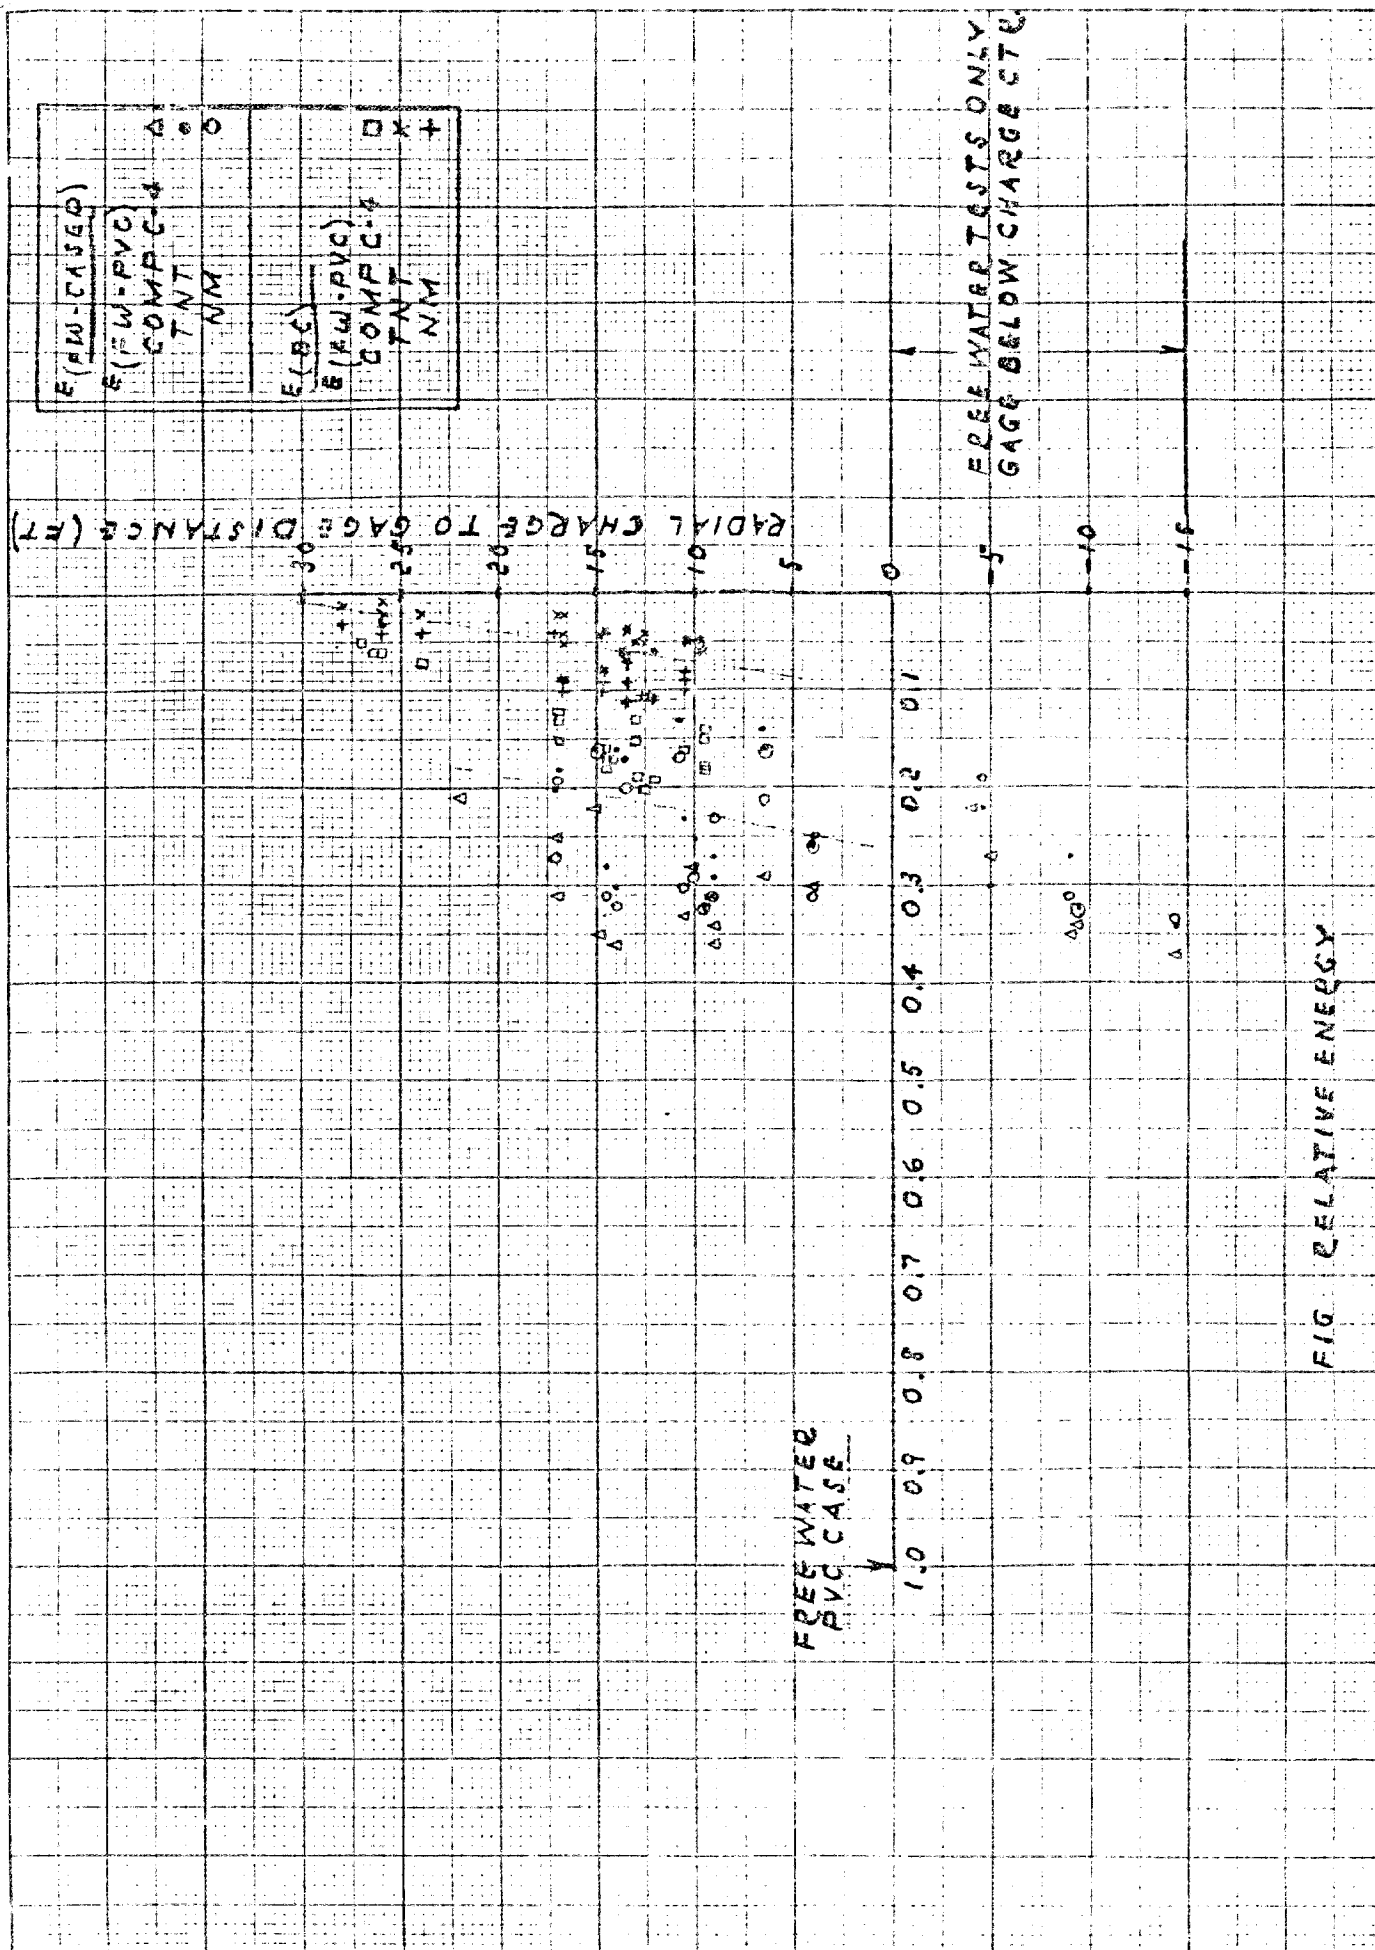 E(FW-CASED)
E(FW-PVC)
COMP C-4 △
TNT •
NM ○
E(BC)
E(FW-PVC)
COMP C-4 □
TNT X
NM +
RADIAL CHARGE TO GAGE DISTANCE (FT)
30
25
20
15
10
5
0
-5
-10
-15
FREE WATER TESTS ONLY
GAGE BELOW CHARGE CTR.
FREE WATER
PVC CASE
1.0 0.9 0.8 0.7 0.6 0.5 0.4 0.3 0.2 0.1
FIG RELATIVE ENERGY